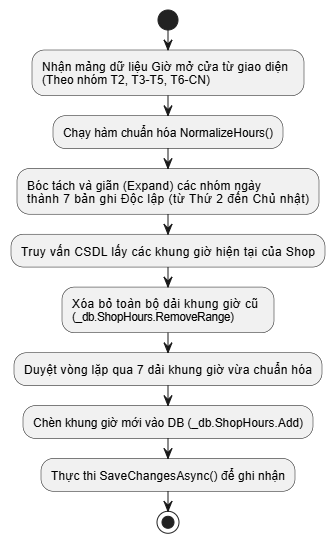 Nhận mảng dữ liệu Giờ mở cửa từ giao diện
(Theo nhóm T2, T3-T5, T6-CN)
Chạy hàm chuẩn hóa NormalizeHours()
Bóc tách và giãn (Expand) các nhóm ngày
thành 7 bản ghi Độc lập (từ Thứ 2 đến Chủ nhật)
Truy vấn CSDL lấy các khung giờ hiện tại của Shop
Xóa bỏ toàn bộ dải khung giờ cũ
(_db.ShopHours.RemoveRange)
Duyệt vòng lặp qua 7 dải khung giờ vừa chuẩn hóa
Chèn khung giờ mới vào DB (_db.ShopHours.Add)
Thực thi SaveChangesAsync() để ghi nhận